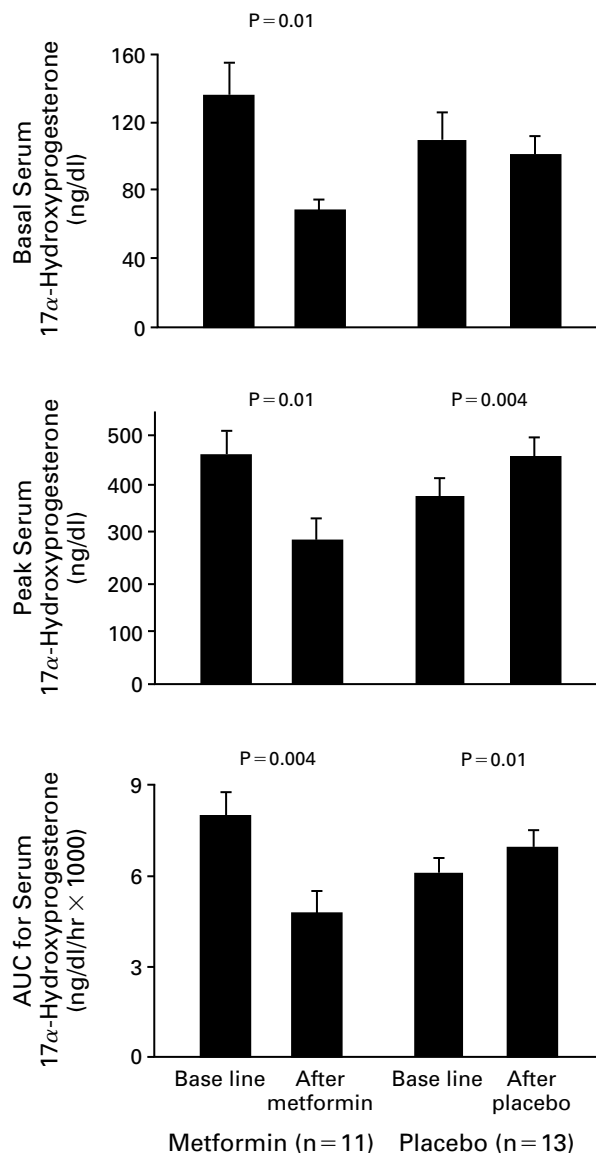 P=0.01
Basal Serum
17α-Hydroxyprogesterone
(ng/dl)
160
120
80
40
0
P=0.01 P=0.004
Peak Serum
17α-Hydroxyprogesterone
(ng/dl)
500
400
300
200
100
0
P=0.004 P=0.01
AUC for Serum
17α-Hydroxyprogesterone
(ng/dl/hr × 1000)
9
6
3
0
Base line After Base line After
metformin placebo
Metformin (n=11) Placebo (n=13)